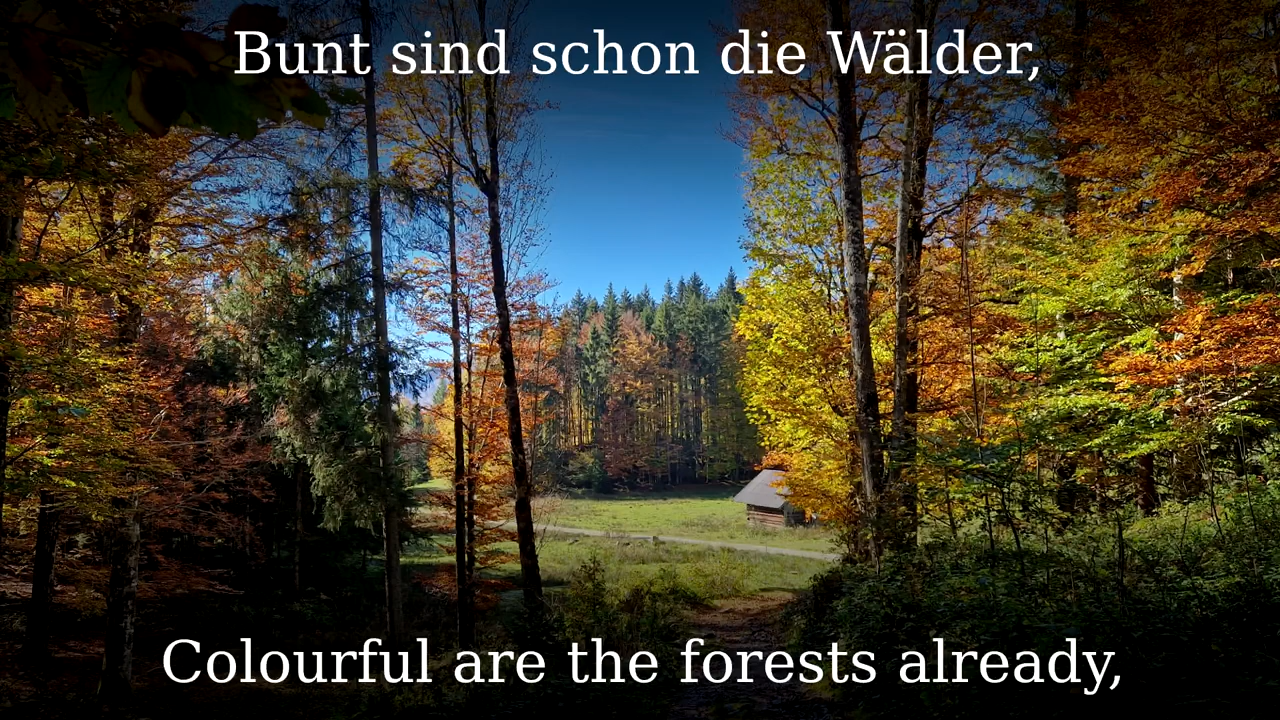 Bunt sind schon die Wälder,
Colourful are the forests already,